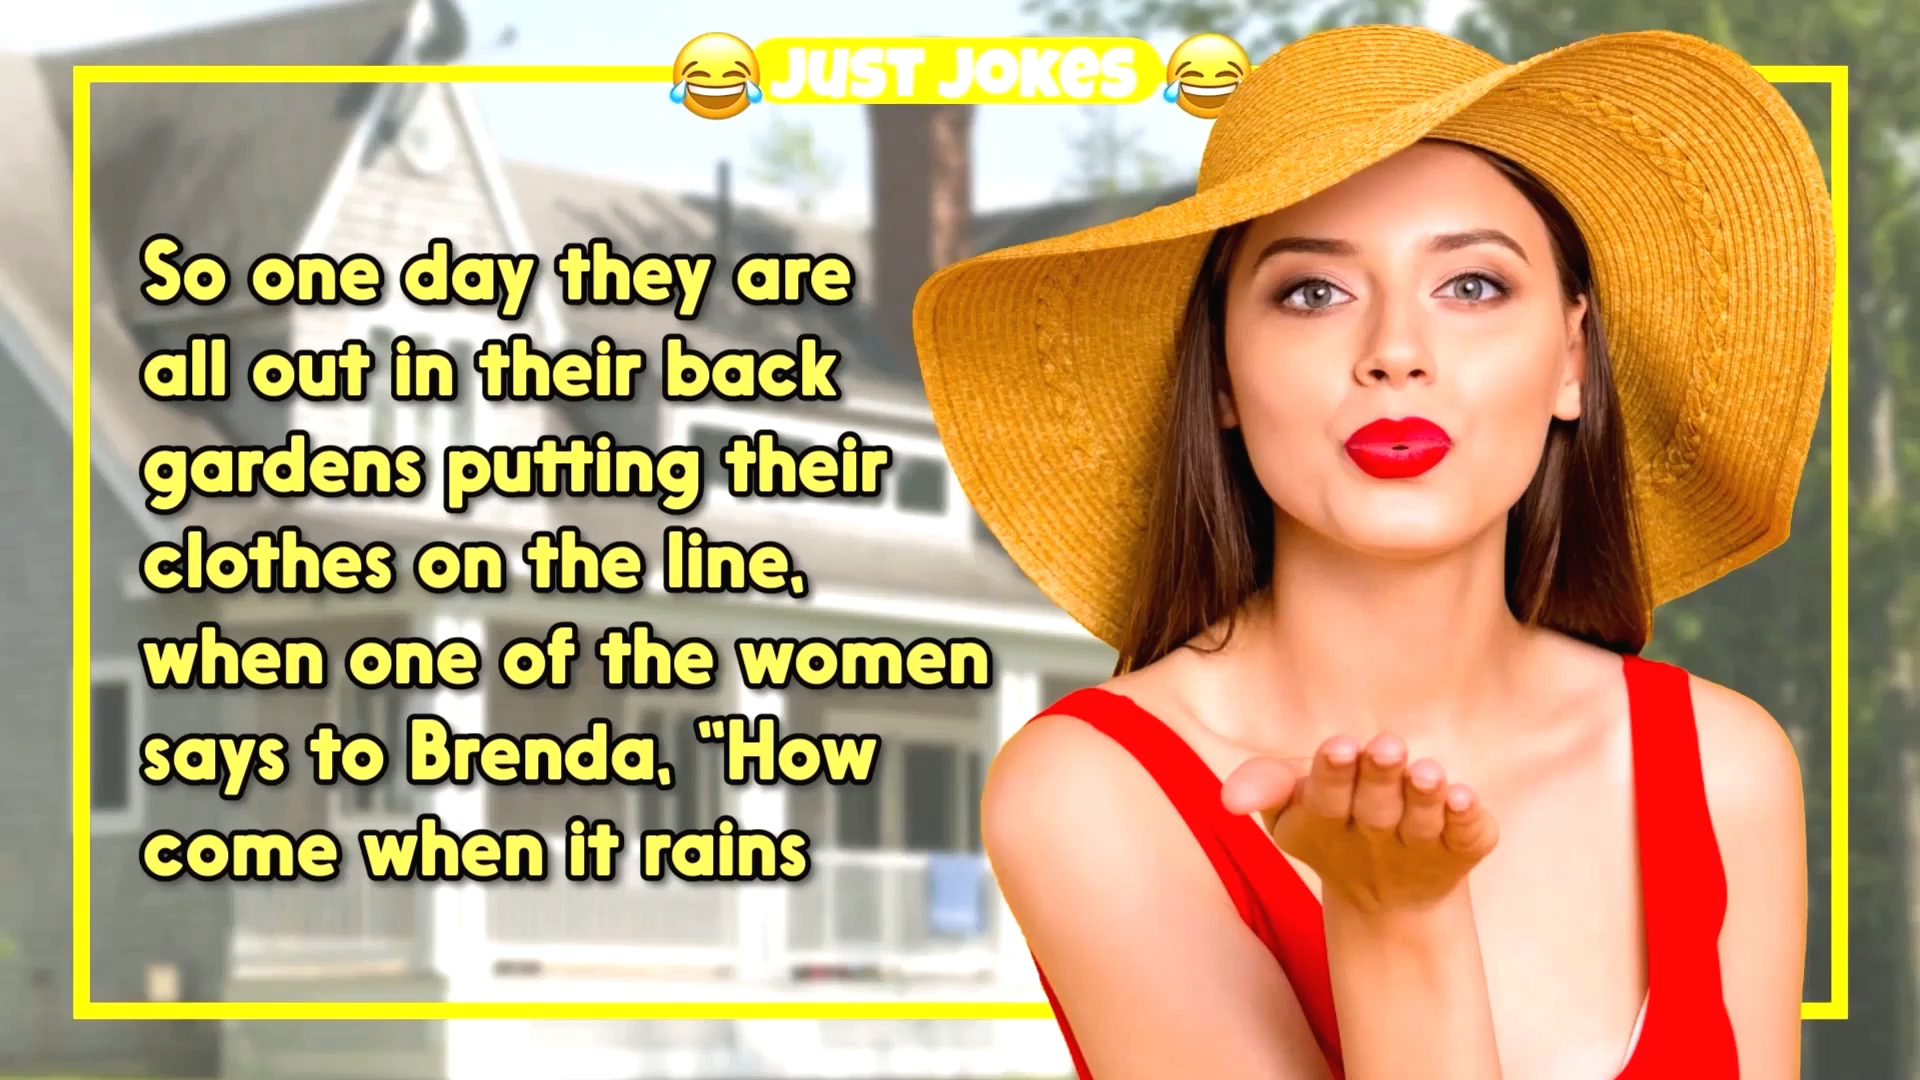 JUST JOKES
So one day they are
all out in their back
gardens putting their
clothes on the line,
when one of the women
says to Brenda, "How
come when it rains